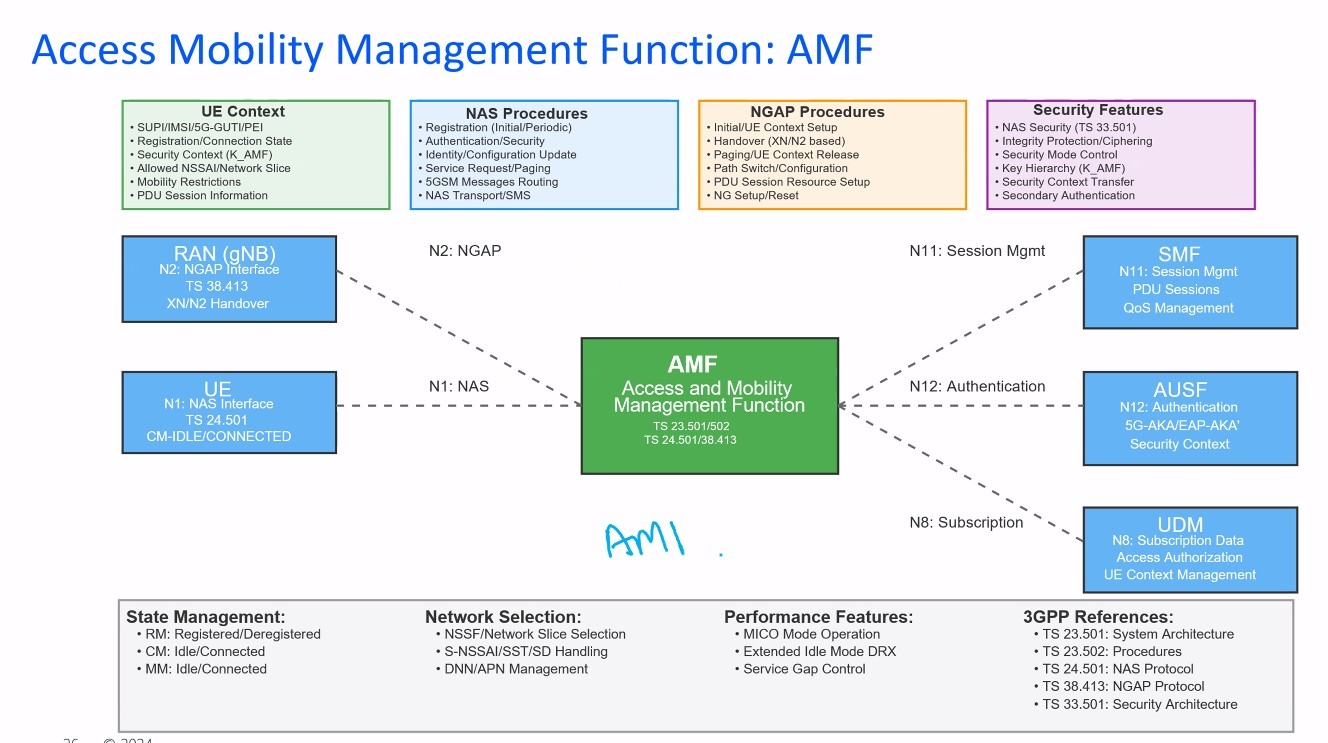 Access Mobility Management Function: AMF
UE Context
• SUPI/IMSI/5G-GUTI/PEI
• Registration/Connection State
• Security Context (K_AMF)
• Allowed NSSAI/Network Slice
• Mobility Restrictions
• PDU Session Information
NAS Procedures
• Registration (Initial/Periodic)
• Authentication/Security
• Identity/Configuration Update
• Service Request/Paging
• 5GSM Messages Routing
• NAS Transport/SMS
NGAP Procedures
• Initial/UE Context Setup
• Handover (XN/N2 based)
• Paging/UE Context Release
• Path Switch/Configuration
• PDU Session Resource Setup
• NG Setup/Reset
Security Features
• NAS Security (TS 33.501)
• Integrity Protection/Ciphering
• Security Mode Control
• Key Hierarchy (K_AMF)
• Security Context Transfer
• Secondary Authentication
RAN (gNB)
N2: NGAP Interface
TS 38.413
XN/N2 Handover
N2: NGAP
N11: Session Mgmt
SMF
N11: Session Mgmt
PDU Sessions
QoS Management
UE
N1: NAS Interface
TS 24.501
CM-IDLE/CONNECTED
N1: NAS
AMF
Access and Mobility
Management Function
TS 23.501/502
TS 24.501/38.413
N12: Authentication
AUSF
N12: Authentication
5G-AKA/EAP-AKA'
Security Context
N8: Subscription
UDM
N8: Subscription Data
Access Authorization
UE Context Management
AMI
State Management:
• RM: Registered/Deregistered
• CM: Idle/Connected
• MM: Idle/Connected
Network Selection:
• NSSF/Network Slice Selection
• S-NSSAI/SST/SD Handling
• DNN/APN Management
Performance Features:
• MICO Mode Operation
• Extended Idle Mode DRX
• Service Gap Control
3GPP References:
• TS 23.501: System Architecture
• TS 23.502: Procedures
• TS 24.501: NAS Protocol
• TS 38.413: NGAP Protocol
• TS 33.501: Security Architecture
© 2024